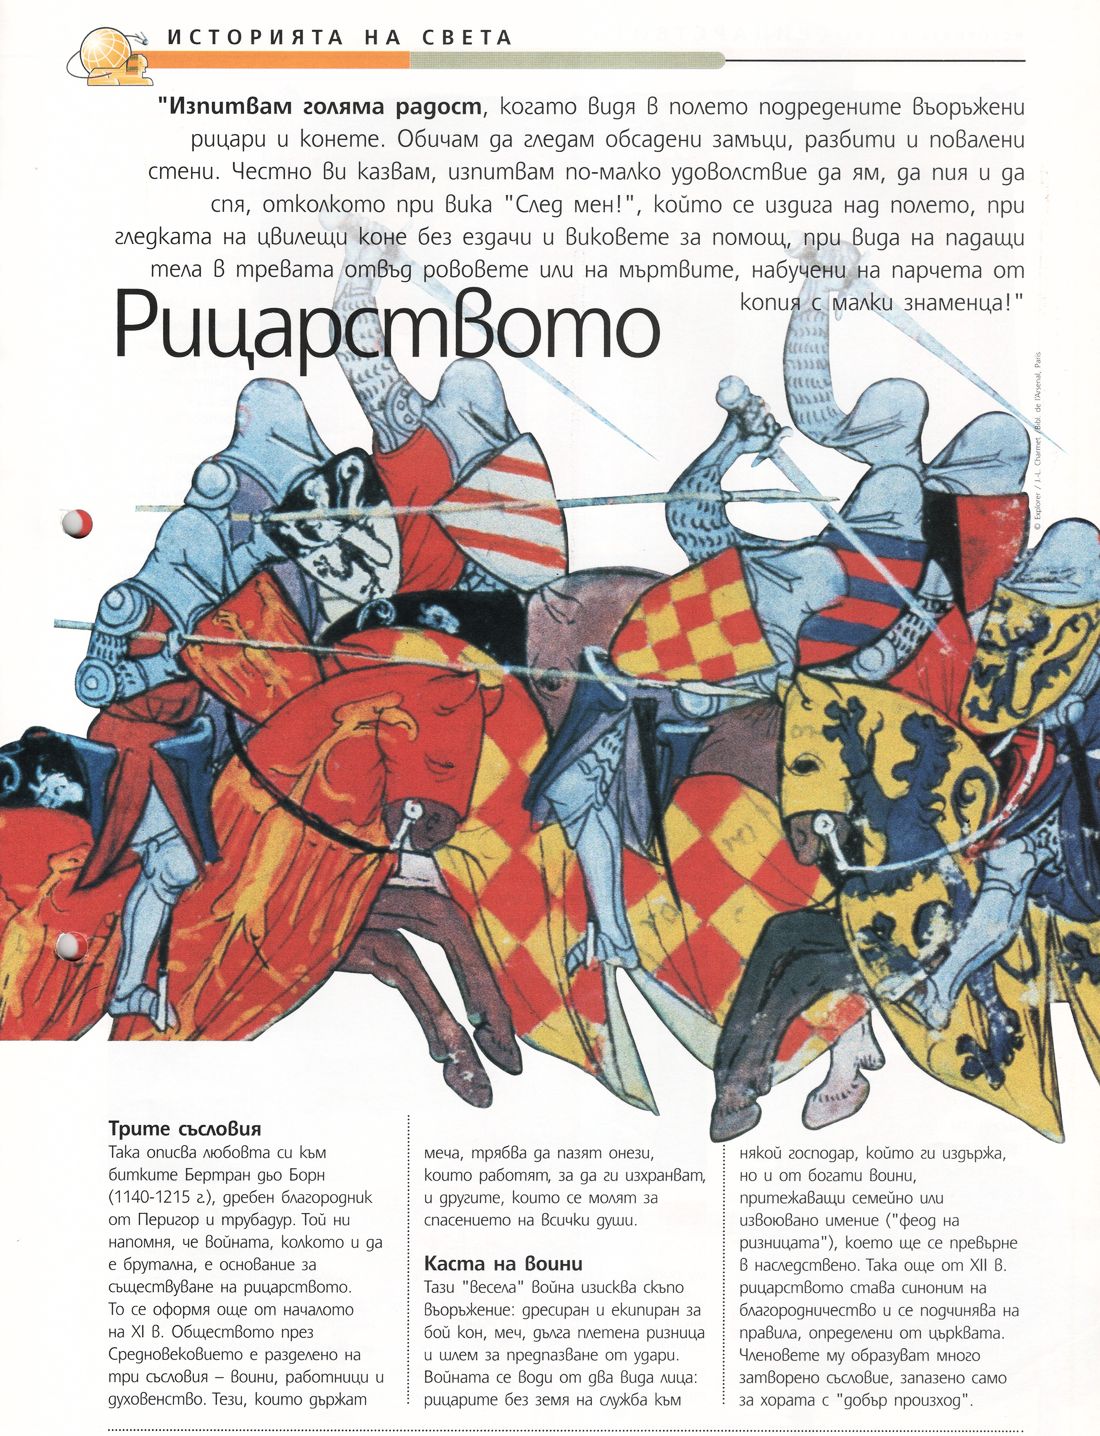 ИСТОРИЯТА НА СВЕТА
"Изпитвам голяма радост, когато видя в полето подредените въоръжени
рицари и конете. Обичам да гледам обсадени замъци, разбити и повалени
стени. Честно ви казвам, изпитвам по-малко удоволствие да ям, да пия и да
спя, отколкото при вика "След мен!", който се издига над полето, при
гледката на цвилещи коне без ездачи и виковете за помощ, при вида на падащи
тела в тревата отвъд рововете или на мъртвите, набучени на парчета от
копия с малки знаменца!"
Рицарството
© Explorer / J.-L. Charmet /Bibl. de l'Arsenal, Paris
Трите съсловия
Така описва любовта си към
битките Бертран дьо Борн
(1140-1215 г.), дребен благородник
от Перигор и трубадур. Той ни
напомня, че войната, колкото и да
е брутална, е основание за
съществуване на рицарството.
То се оформя още от началото
на XI в. Обществото през
Средновековието е разделено на
три съсловия – воини, работници и
духовенство. Тези, които държат
меча, трябва да пазят онези,
които работят, за да ги изхранват,
и другите, които се молят за
спасението на всички души.
Каста на воини
Тази "весела" война изисква скъпо
въоръжение: дресиран и екипиран за
бой кон, меч, дълга плетена ризница
и шлем за предпазване от удари.
Войната се води от два вида лица:
рицарите без земя на служба към
някой господар, който ги издържа,
но и от богати воини,
притежаващи семейно или
извоювано имение ("феод на
ризницата"), което ще се превърне
в наследствено. Така още от XII в.
рицарството става синоним на
благородничество и се подчинява на
правила, определени от църквата.
Членовете му образуват много
затворено съсловие, запазено само
за хората с "добър произход".